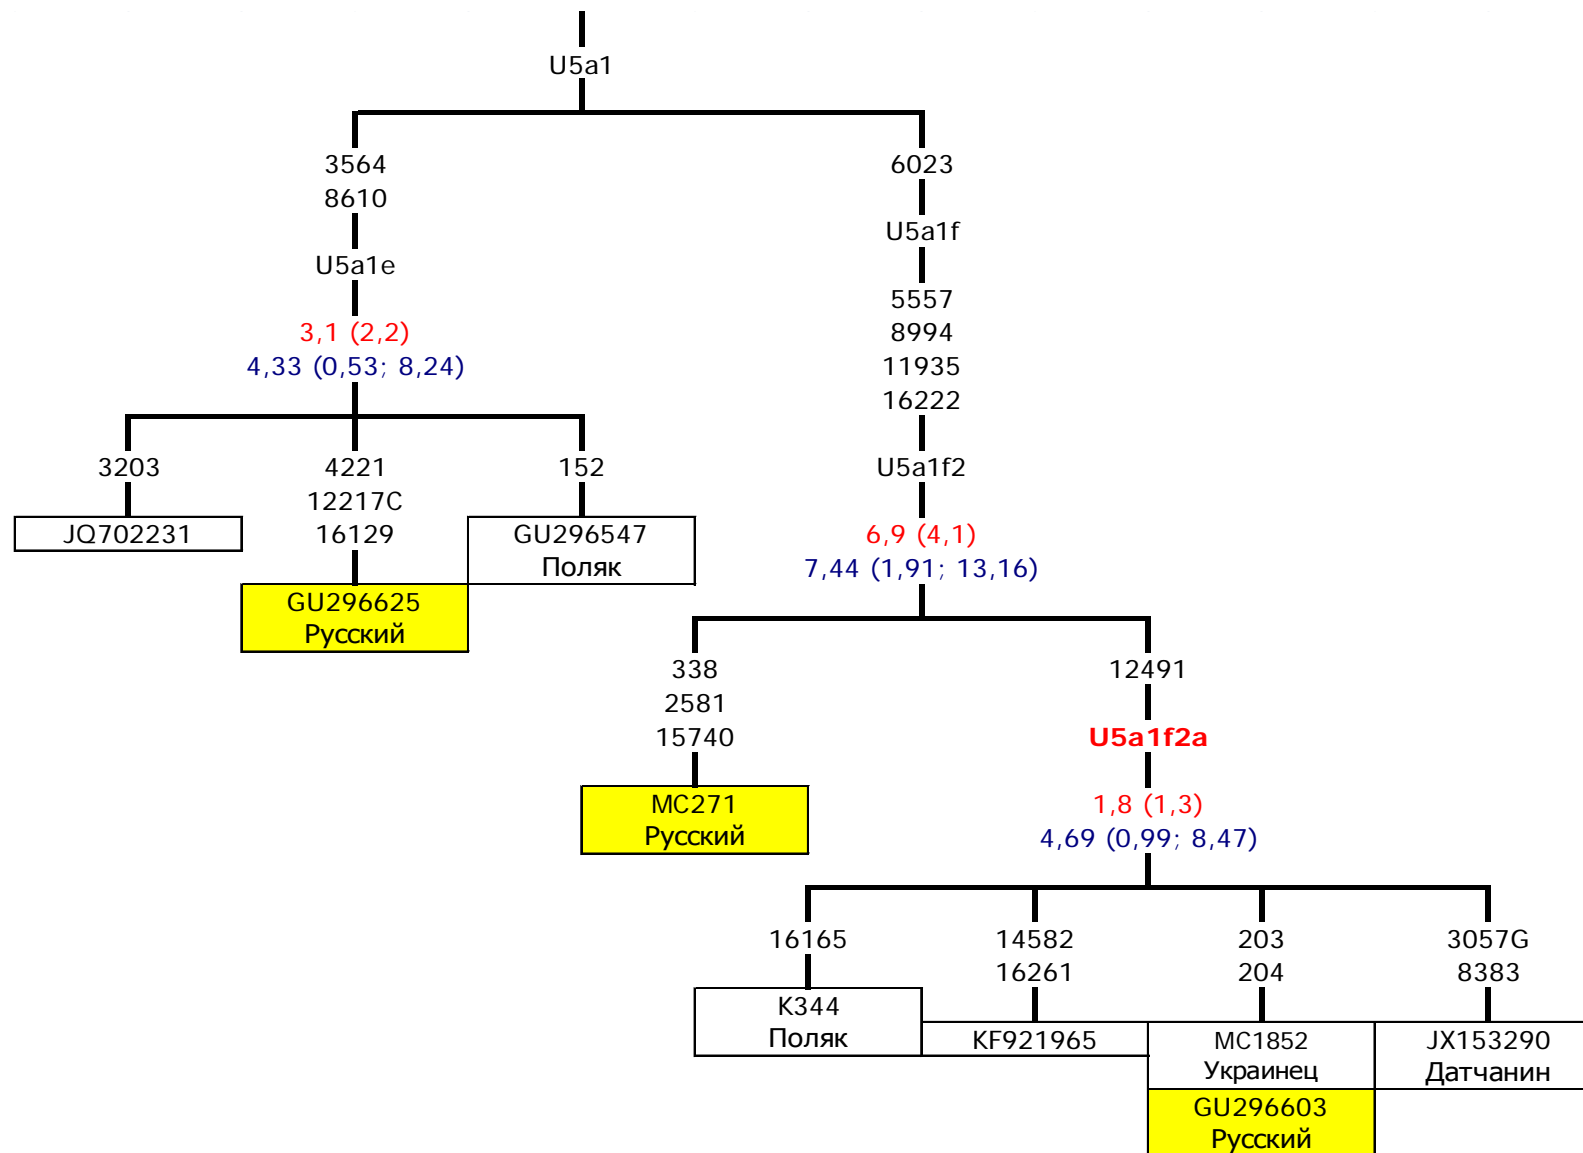 U5a1
3564
8610
U5a1e
3,1 (2,2)
4,33 (0,53; 8,24)
3203
JQ702231
4221
12217C
16129
GU296625
Русский
152
GU296547
Поляк
6023
U5a1f
5557
8994
11935
16222
U5a1f2
6,9 (4,1)
7,44 (1,91; 13,16)
338
2581
15740
MC271
Русский
12491
U5a1f2a
1,8 (1,3)
4,69 (0,99; 8,47)
16165
K344
Поляк
14582
16261
KF921965
203
204
MC1852
Украинец
GU296603
Русский
3057G
8383
JX153290
Датчанин